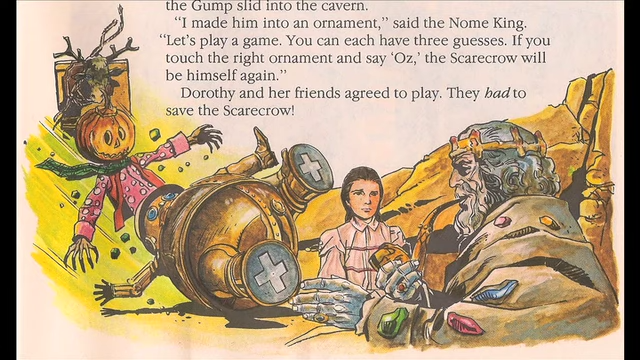 the Gump slid into the cavern.
“I made him into an ornament,” said the Nome King.
“Let’s play a game. You can each have three guesses. If you
touch the right ornament and say ‘Oz,’ the Scarecrow will
be himself again.”
Dorothy and her friends agreed to play. They had to
save the Scarecrow!